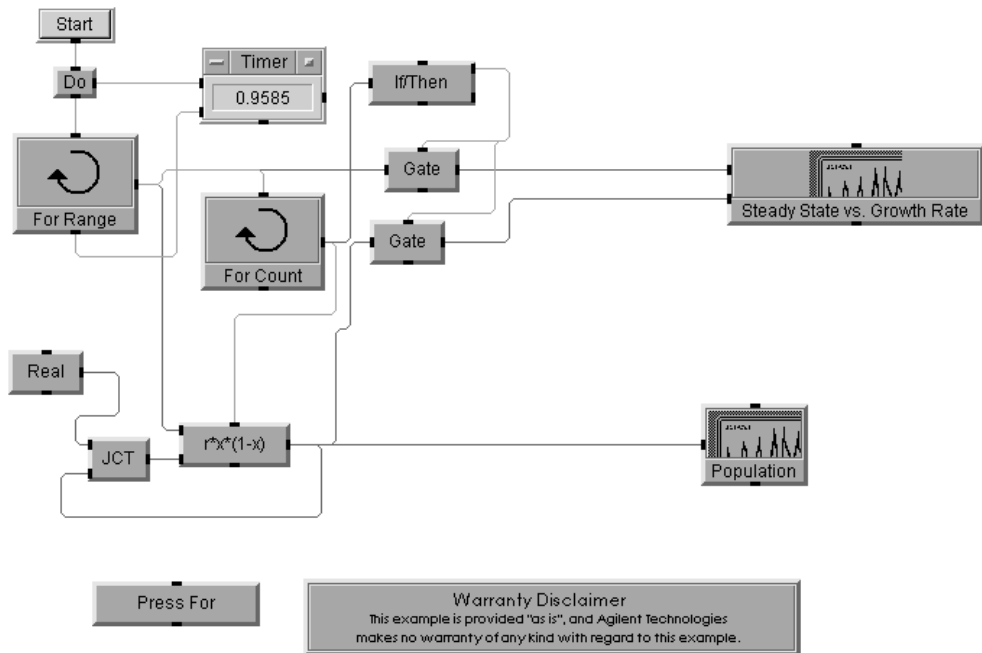 Start
Do
Timer
0.9585
If/Then
For Range
Gate
Steady State vs. Growth Rate
For Count
Gate
Real
JCT
r*x*(1-x)
Population
Press For
Warranty Disclaimer
This example is provided "as is", and Agilent Technologies
makes no warranty of any kind with regard to this example.